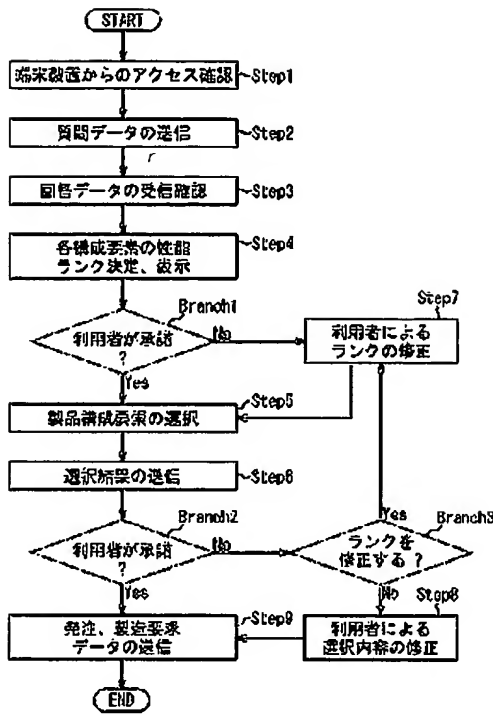 START
端末装置からのアクセス確認
Step1
質問データの送信
Step2
回答データの受信確認
Step3
各構成要素の性能
ランク決定、表示
Step4
Branch1
利用者が承諾
?
No
Yes
Step7
利用者による
ランクの修正
製品構成要素の選択
Step5
選択結果の送信
Step6
Branch2
利用者が承諾
?
No
Yes
Branch3
ランクを
修正する?
Yes
No
Step8
利用者による
選択内容の修正
発注、製造要求
データの送信
Step9
END